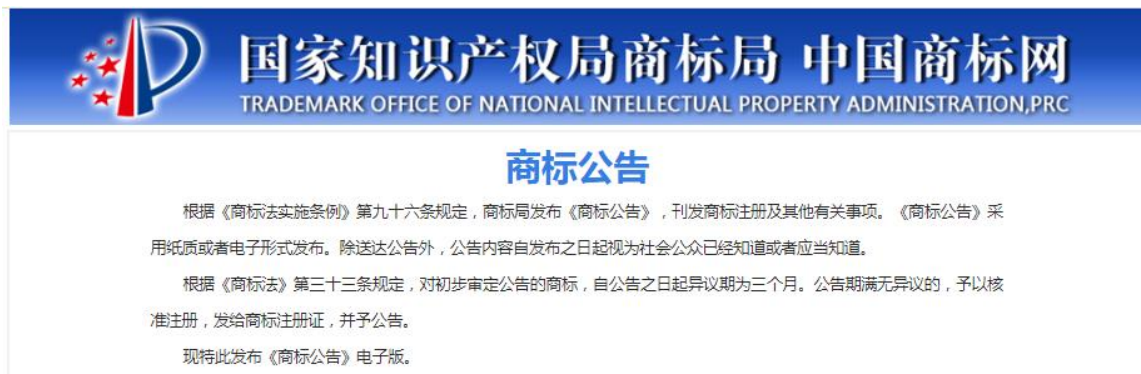 国家知识产权局商标局 中国商标网
TRADEMARK OFFICE OF NATIONAL INTELLECTUAL PROPERTY ADMINISTRATION,PRC
商标公告
根据《商标法实施条例》第九十六条规定，商标局发布《商标公告》，刊发商标注册及其他有关事项。《商标公告》采
用纸质或者电子形式发布。除送达公告外，公告内容自发布之日起视为社会公众已经知道或者应当知道。
根据《商标法》第三十三条规定，对初步审定公告的商标，自公告之日起异议期为三个月。公告期满无异议的，予以核
准注册，发给商标注册证，并予公告。
现特此发布《商标公告》电子版。